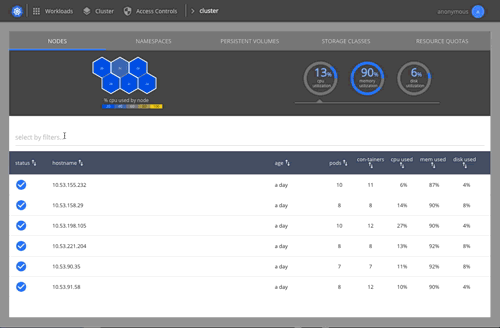 Workloads Cluster Access Controls cluster anonymous a
NODES NAMESPACES PERSISTENT VOLUMES STORAGE CLASSES RESOURCE QUOTAS
13% cpu utilization 90% memory utilization 6% disk utilization
% cpu used by node
select by filters...
status hostname age pods con-tainers cpu used mem used disk used
10.53.155.232 a day 10 11 6% 87% 4%
10.53.158.29 a day 8 8 14% 90% 8%
10.53.198.105 a day 10 12 27% 90% 4%
10.53.221.204 a day 8 8 13% 92% 8%
10.53.90.35 a day 7 7 11% 92% 8%
10.53.91.58 a day 8 12 10% 90% 4%